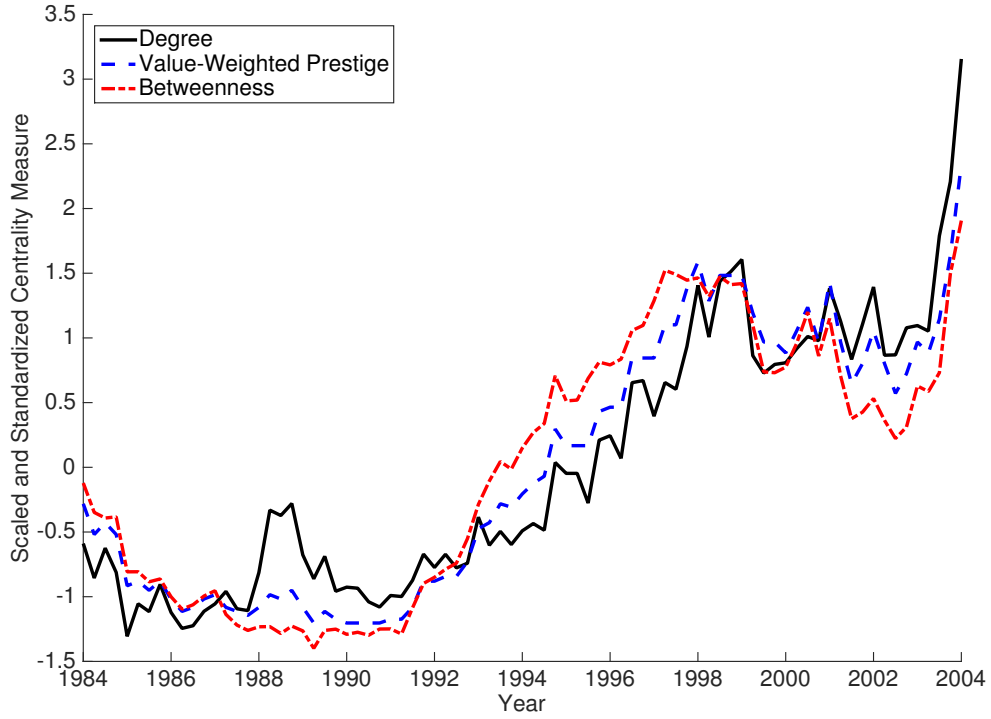 3.5
Degree
Value-Weighted Prestige
Betweenness
3
2.5
2
1.5
1
0.5
0
-0.5
-1
-1.5
Scaled and Standardized Centrality Measure
1984 1986 1988 1990 1992 1994 1996 1998 2000 2002 2004
Year